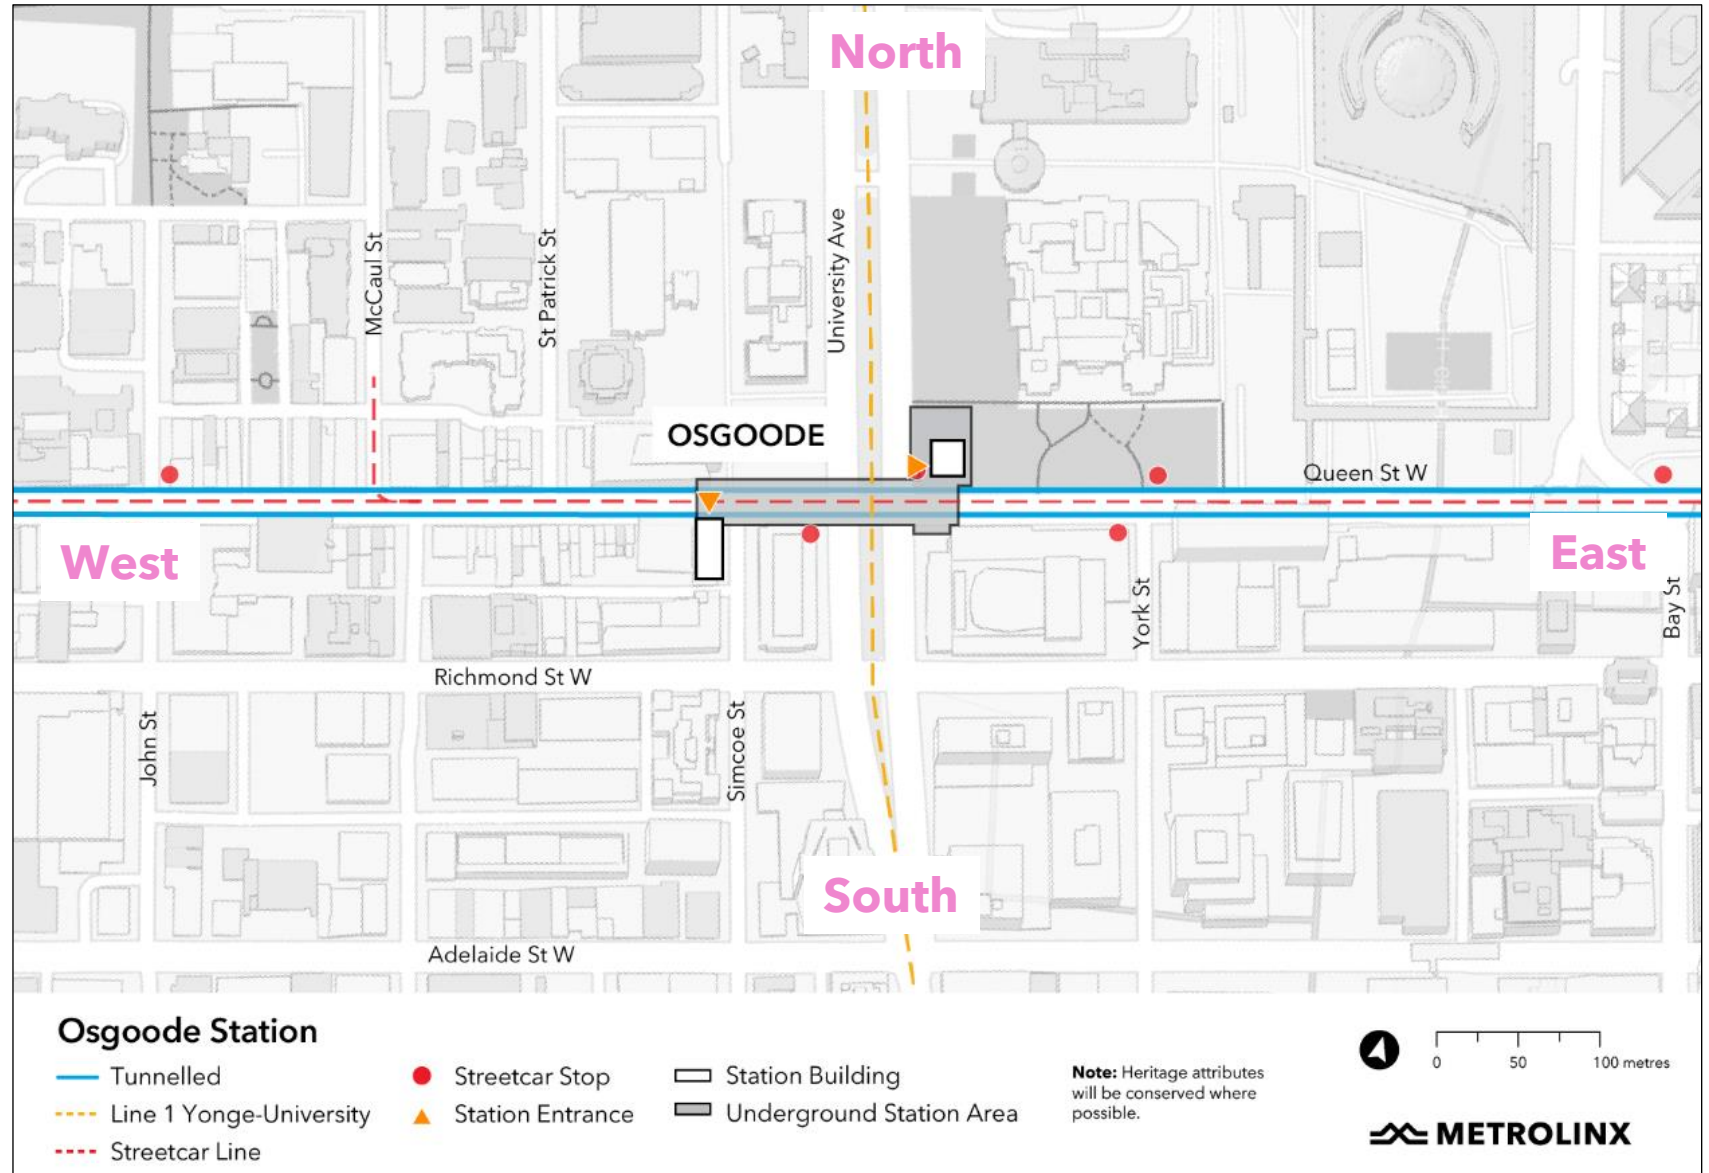 North
McCaul St
St Patrick St
University Ave
OSGOODE
Queen St W
West
East
York St
Bay St
Richmond St W
John St
Simcoe St
South
Adelaide St W
Osgoode Station
Tunnelled
Line 1 Yonge-University
Streetcar Line
Streetcar Stop
Station Entrance
Station Building
Underground Station Area
Note: Heritage attributes
will be conserved where
possible.
0 50 100 metres
METROLINX